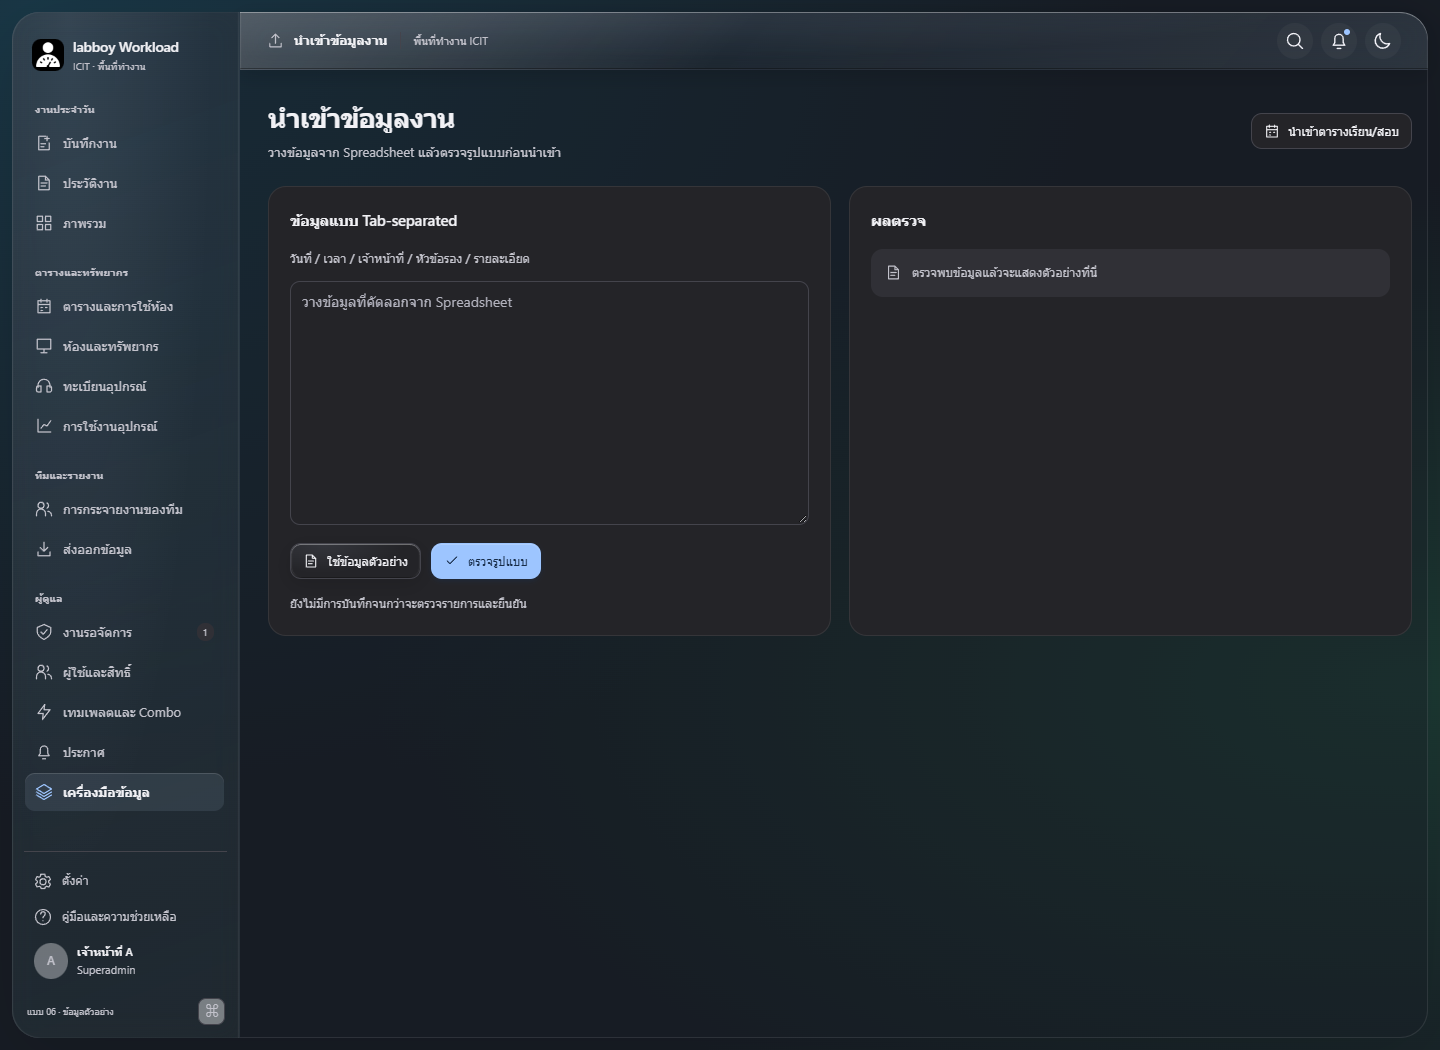 labboy Workload
ICIT · พื้นที่ทำงาน
งานประจำวัน
บันทึกงาน
ประวัติงาน
ภาพรวม
ตารางและทรัพยากร
ตารางและการใช้ห้อง
ห้องและทรัพยากร
ทะเบียนอุปกรณ์
การใช้งานอุปกรณ์
ทีมและรายงาน
การกระจายงานของทีม
ส่งออกข้อมูล
ผู้ดูแล
งานรอจัดการ 1
ผู้ใช้และสิทธิ์
เทมเพลตและ Combo
ประกาศ
เครื่องมือข้อมูล
ตั้งค่า
คู่มือและความช่วยเหลือ
A
เจ้าหน้าที่ A
Superadmin
แบบ 06 · ข้อมูลตัวอย่าง ⌘
นำเข้าข้อมูลงาน พื้นที่ทำงาน ICIT
นำเข้าข้อมูลงาน
วางข้อมูลจาก Spreadsheet แล้วตรวจรูปแบบก่อนนำเข้า
นำเข้าตารางเรียน/สอบ
ข้อมูลแบบ Tab-separated
วันที่ / เวลา / เจ้าหน้าที่ / หัวข้อรอง / รายละเอียด
วางข้อมูลที่คัดลอกจาก Spreadsheet
ใช้ข้อมูลตัวอย่าง ตรวจรูปแบบ
ยังไม่มีการบันทึกจนกว่าจะตรวจรายการและยืนยัน
ผลตรวจ
ตรวจพบข้อมูลแล้วจะแสดงตัวอย่างที่นี่